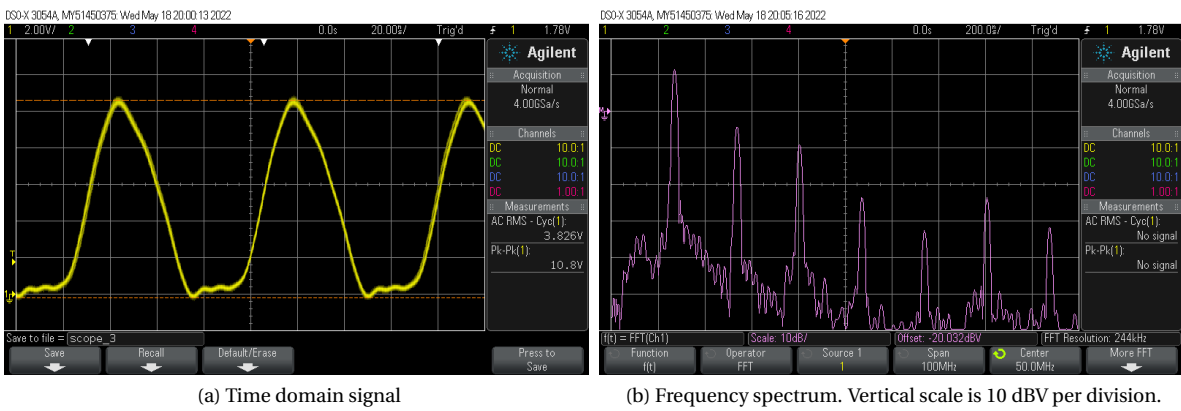 DSO-X 3054A, MY51450375: Wed May 18 20:00:13 2022
1 2.00V/ 2 3 4 0.0s 20.00ns/ Trig'd 1 1.78V
Agilent
Acquisition
Normal
4.00GSa/s
Channels
DC 10.0:1
DC 10.0:1
DC 10.0:1
DC 1.00:1
Measurements
AC RMS - Cyc(1):
3.826V
Pk-Pk(1):
10.8V
T
1
Save to file = scope_3
Save Recall Default/Erase Press to
Save
(a) Time domain signal
DSO-X 3054A, MY51450375: Wed May 18 20:05:16 2022
1 2 3 4 0.0s 200.0ns/ Trig'd 1 1.78V
Agilent
Acquisition
Normal
4.00GSa/s
Channels
DC 10.0:1
DC 10.0:1
DC 10.0:1
DC 1.00:1
Measurements
AC RMS - Cyc(1):
No signal
Pk-Pk(1):
No signal
M
f(t) = FFT(Ch1) Scale: 10dB/ Offset: -20.032dBV FFT Resolution: 244kHz
Function Operator Source 1 Span Center More FFT
f(t) FFT 1 100MHz 50.0MHz
(b) Frequency spectrum. Vertical scale is 10 dBV per division.